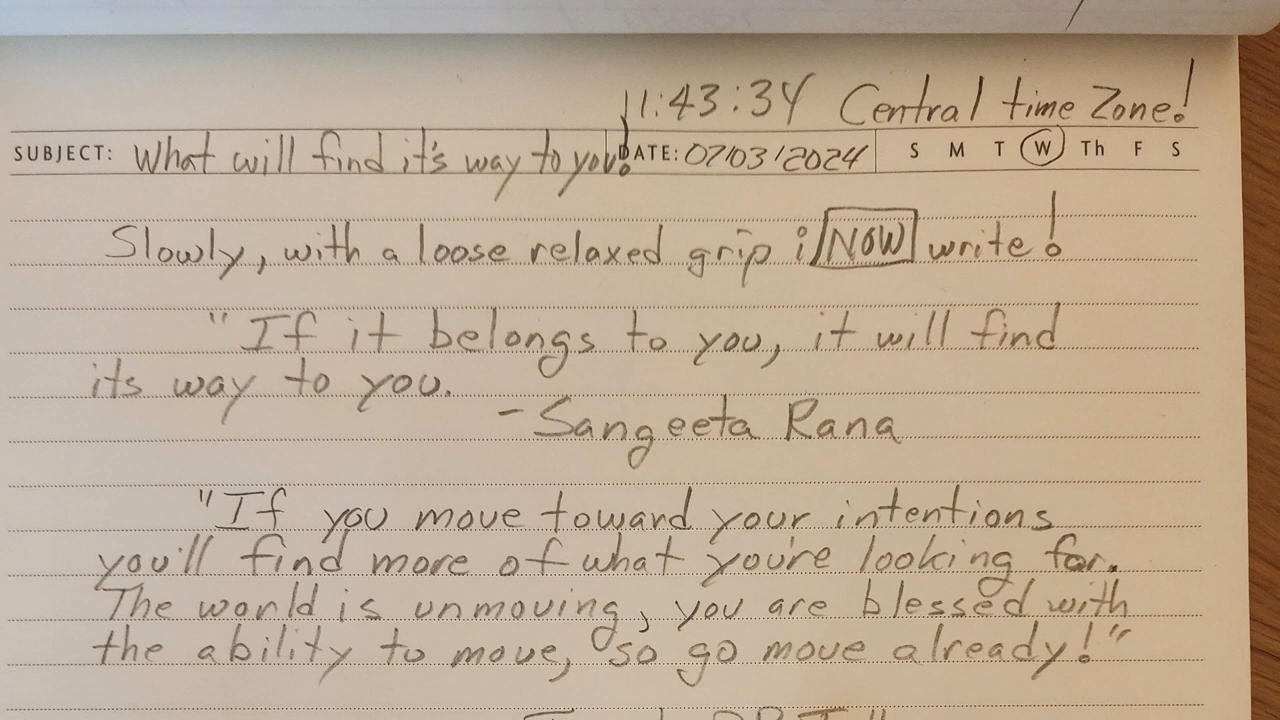 11:43:34 Central time Zone!
SUBJECT: What will find it's way to you? DATE: 07/03/2024 S M T W Th F S
Slowly, with a loose relaxed grip i NOW write!
"If it belongs to you, it will find
its way to you.
-Sangeeta Rana
"If you move toward your intentions
you'll find more of what you're looking for.
The world is unmoving, you are blessed with
the ability to move, so go move already!"